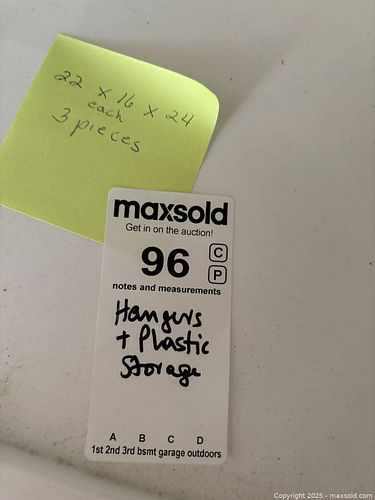 22 x 16 x 24
each
3 pieces
maxsold
Get in on the auction!
96
C
P
notes and measurements
Hangers
+ Plastic
Storage
A B C D
1st 2nd 3rd bsmt garage outdoors
Copyright 2025 - maxsold.com